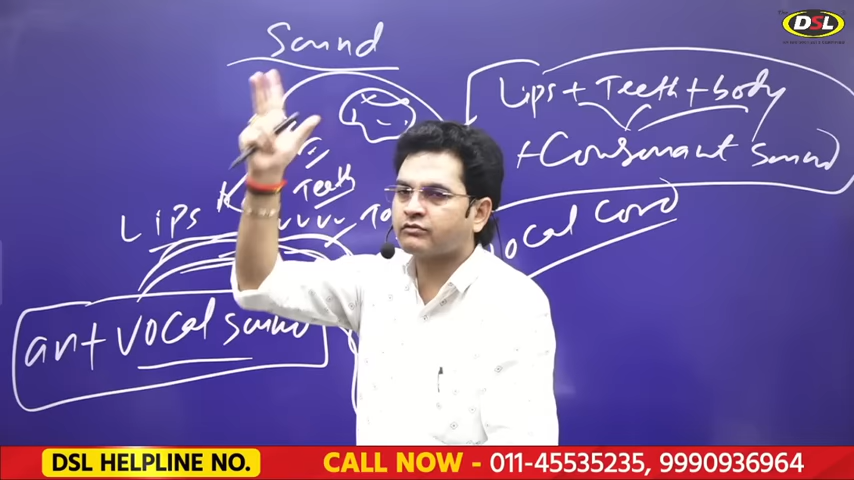 Sound
Lips + Teeth + body
+ Consonant Sound
Lips
Teeth
ocal Cord
an + vocal sound
DSL
DSL HELPLINE NO.
CALL NOW - 011-45535235, 9990936964